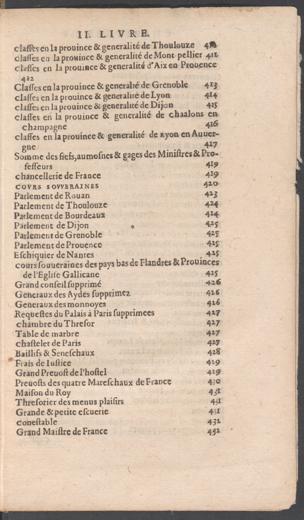 II. LIVRE.
classes en la prouince & generalité de Thoulouze
classes en la prouince & generalité de Mont pellier 412
classes en la prouince & generalité d'Aix en Prouence
412
Classes en la prouince & generalité de Grenoble 413
classes en la prouince & generalité de Lyon 414
classes en la prouince & generalité de Dijon 415
classes en la prouince & generalité de chaalons en
champagne 416
classes en la prouince & generalité de Ryon en Auuer-
gne 417
Somme des fiefs, aumosnes & gages des Ministres & Pro-
fesseurs 419
chancellerie de France 419
COVRS SOVVERAINES 420
Parlement de Rouan 423
Parlement de Thoulouze 424
Parlement de Bourdeaux 424
Parlement de Dijon 425
Parlement de Grenoble 425
Parlement de Prouence 425
Eschiquier de Nantes 425
cours souueraines des pays bas de Flandres & Prouinces
de l'Eglise Gallicane 425
Grand conseil supprimé 426
Generaux des Aydes supprimez 426
Generaux des monnoyes 426
Requestes du Palais à Paris supprimees 427
chambre du Thresor 427
Table de marbre 427
chastelet de Paris 427
Baillifs & Seneschaux 428
Frais de Iustice 429
Grand Preuost de l'hostel 429
Preuosts des quatre Mareschaux de France 430
Maison du Roy 431
Thresorier des menus plaisirs 431
Grande & petite escuerie 431
conestable 432
Grand Maistre de France 432